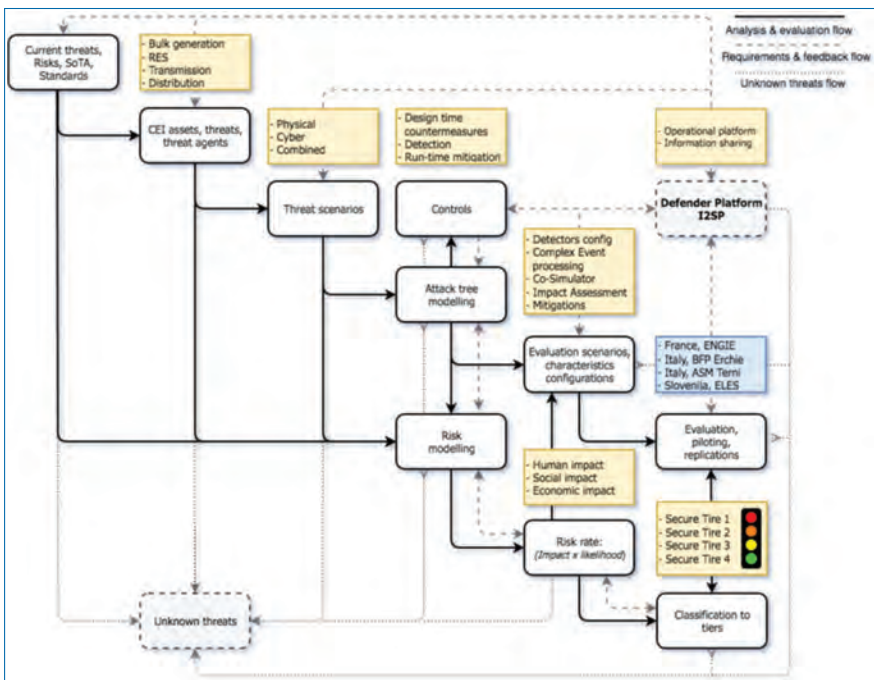 Analysis & evaluation flow
Requirements & feedback flow
Unknown threats flow
Current threats,
Risks, SoTA,
Standards
- Bulk generation
- RES
- Transmission
- Distribution
CEI assets, threats,
threat agents
- Physical
- Cyber
- Combined
- Design time
countermeasures
- Detection
- Run-time mitigation
- Operational platform
- Information sharing
Threat scenarios
Controls
Defender Platform
I2SP
- Detectors config
- Complex Event
processing
- Co-Simulator
- Impact Assessment
- Mitigations
Attack tree
modelling
Evaluation scenarios,
characteristics
configurations
- France, ENGIE
- Italy, BFP Erchie
- Italy, ASM Terni
- Slovenija, ELES
Risk
modelling
Evaluation,
piloting,
replications
- Human impact
- Social impact
- Economic impact
Risk rate:
(Impact x likelihood)
- Secure Tire 1
- Secure Tire 2
- Secure Tire 3
- Secure Tire 4
Unknown threats
Classification to
tiers